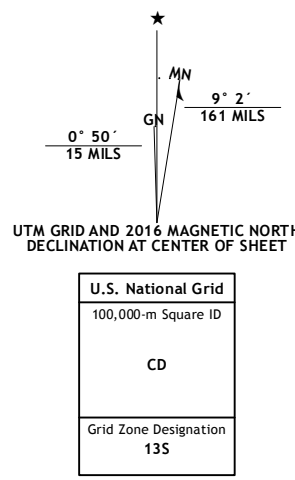 MN
GN
9° 2´
161 MILS
0° 50´
15 MILS
UTM GRID AND 2016 MAGNETIC NORTH
DECLINATION AT CENTER OF SHEET
U.S. National Grid
100,000-m Square ID
CD
Grid Zone Designation
13S